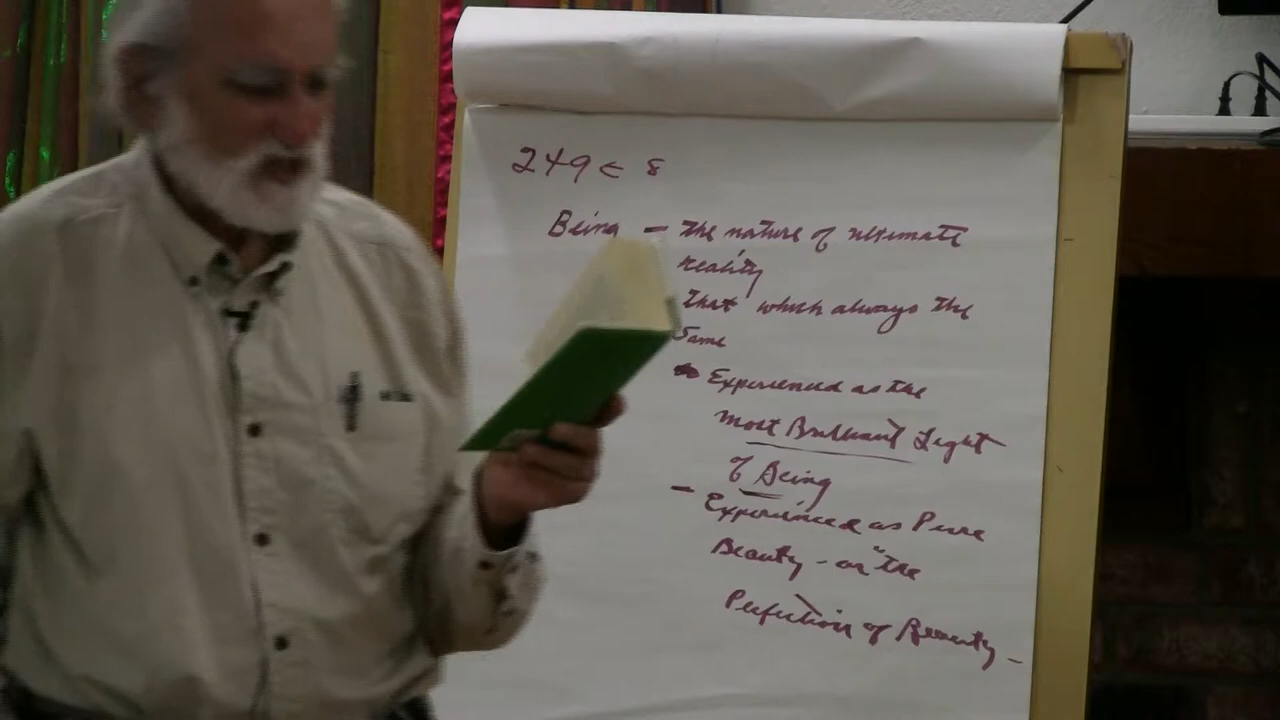 249 c 8
Being — the nature of ultimate
reality
that which always the
same
Experienced as the
most Brilliant Light
of Being
— Experienced as Pure
Beauty - or "the
Perfection of Beauty -